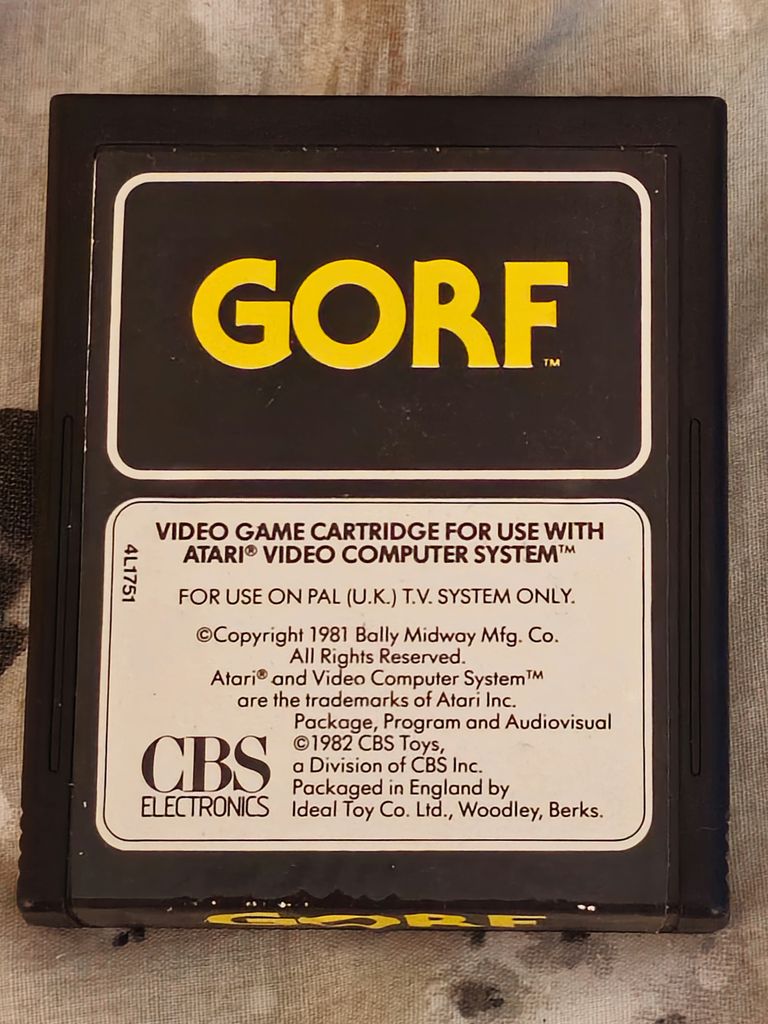 GORF™
VIDEO GAME CARTRIDGE FOR USE WITH
ATARI® VIDEO COMPUTER SYSTEM™
4L1751
FOR USE ON PAL (U.K.) T.V. SYSTEM ONLY.
©Copyright 1981 Bally Midway Mfg. Co.
All Rights Reserved.
Atari® and Video Computer System™
are the trademarks of Atari Inc.
Package, Program and Audiovisual
©1982 CBS Toys,
a Division of CBS Inc.
Packaged in England by
Ideal Toy Co. Ltd., Woodley, Berks.
CBS
ELECTRONICS
GORF